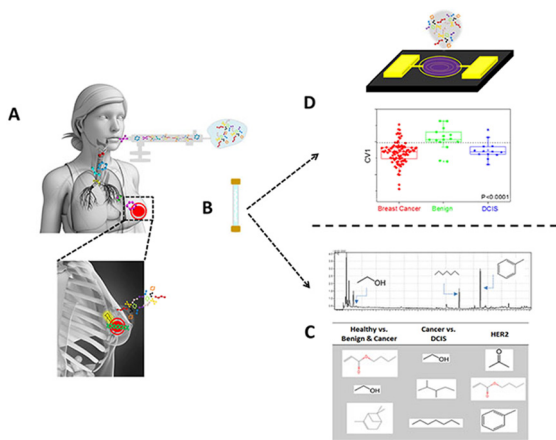 A
B
D
CV1
P<0.0001
Breast Cancer Benign DCIS
OH
C
Healthy vs. Benign & Cancer
Cancer vs. DCIS
HER2
O
O
OH
O
OH
O
O